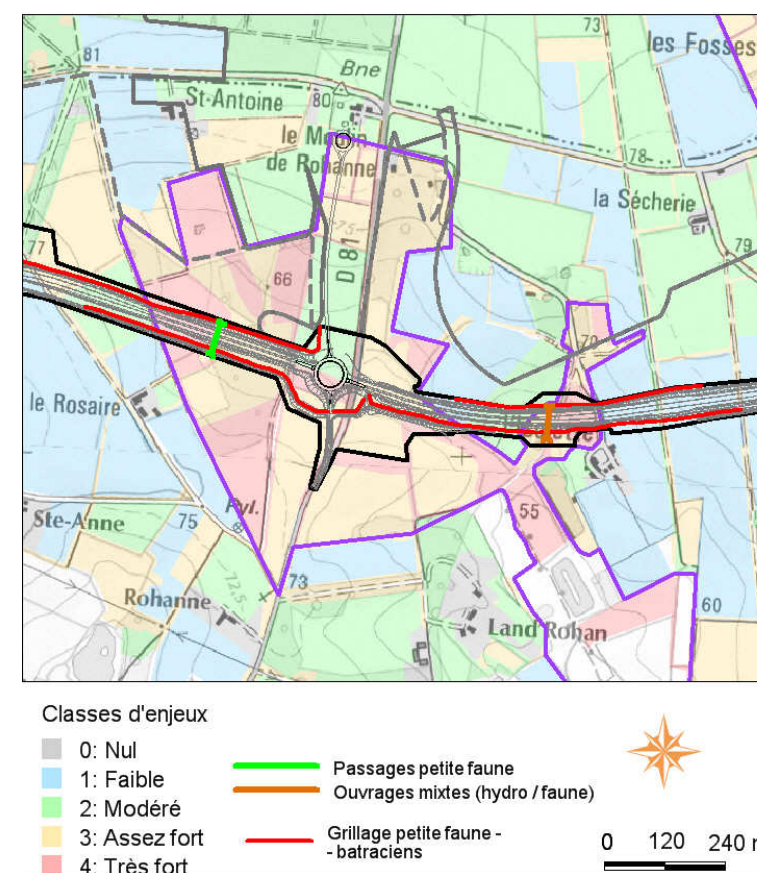 73
les Fosses
81
Bne
St-Antoine
80
le Moulin
de Rohanne
78
la Sécherie
79
77
75
D 81
66
70
le Rosaire
Pyl.
55
Ste-Anne
75
72,5
73
Rohanne
60
Land Rohan
Classes d'enjeux
0: Nul
1: Faible
2: Modéré
3: Assez fort
4: Très fort
Passages petite faune
Ouvrages mixtes (hydro / faune)
Grillage petite faune -
- batraciens
0 120 240 m